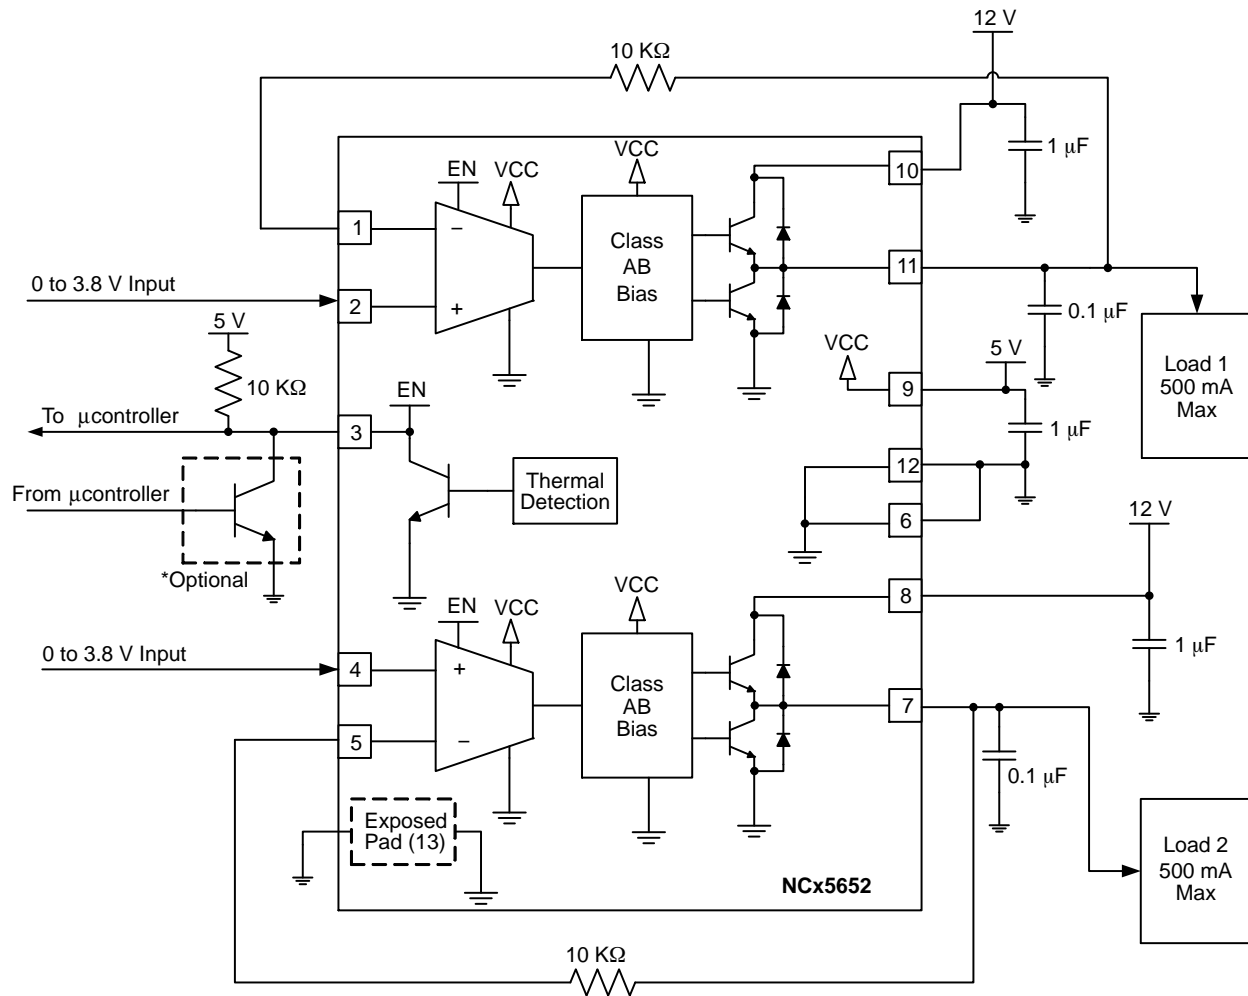 12 V
10 KΩ
1 μF
VCC
EN
VCC
10
1
−
Class
AB
Bias
11
0 to 3.8 V Input
2
+
0.1 μF
5 V
10 KΩ
VCC
5 V
Load 1
500 mA
Max
EN
9
To μcontroller
3
1 μF
12
Thermal
Detection
From μcontroller
6
12 V
*Optional
VCC
EN
VCC
8
0 to 3.8 V Input
4
+
1 μF
Class
AB
Bias
7
5
−
0.1 μF
Exposed
Pad (13)
Load 2
500 mA
Max
NCx5652
10 KΩ